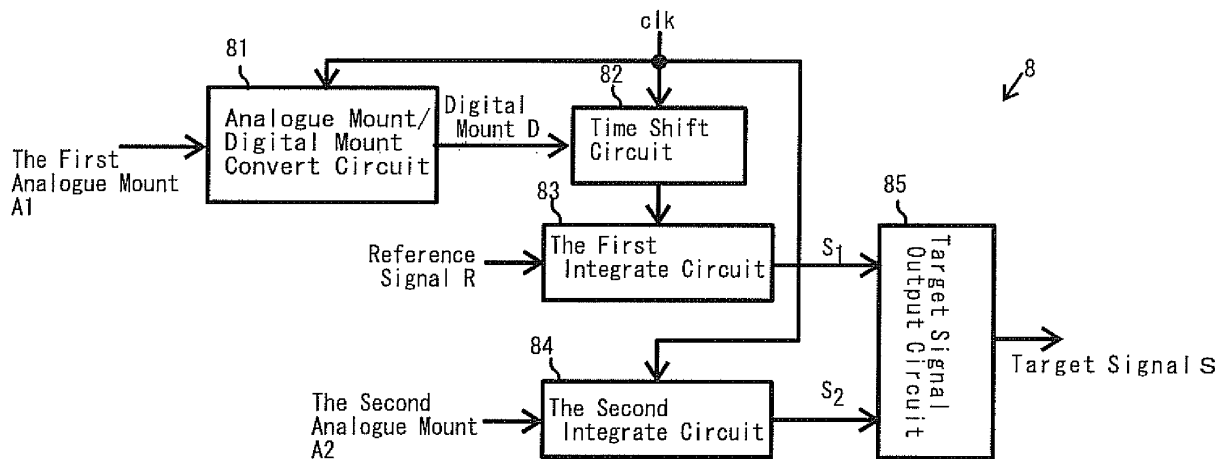 clk
81
82
8
Analogue Mount/
Digital Mount
Convert Circuit
Digital
Mount D
Time Shift
Circuit
The First
Analogue Mount
A1
83
85
The First
Integrate Circuit
Reference
Signal R
S1
Target Signal
Output Circuit
84
Target Signal S
The Second
Integrate Circuit
S2
The Second
Analogue Mount
A2